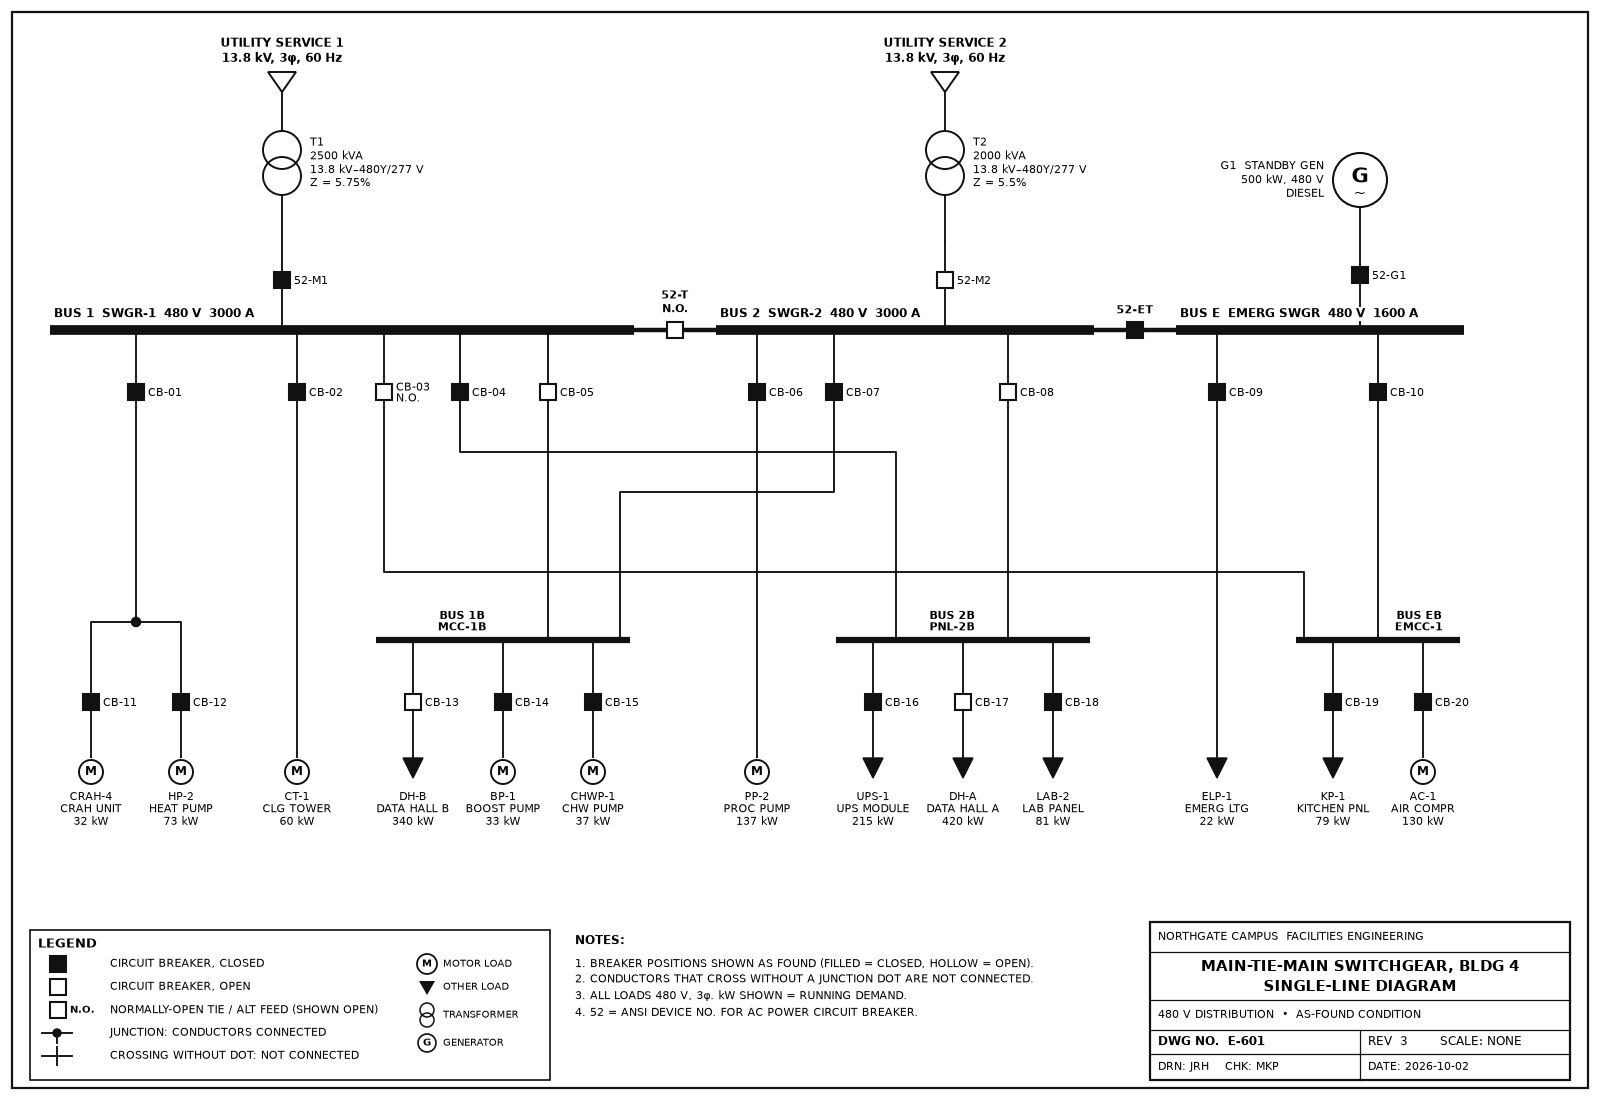 UTILITY SERVICE 1
13.8 kV, 3φ, 60 Hz
UTILITY SERVICE 2
13.8 kV, 3φ, 60 Hz
T1
2500 kVA
13.8 kV–480Y/277 V
Z = 5.75%
T2
2000 kVA
13.8 kV–480Y/277 V
Z = 5.5%
G1 STANDBY GEN
500 kW, 480 V
DIESEL
G
~
52-M1
52-M2
52-G1
BUS 1 SWGR-1 480 V 3000 A
52-T
N.O.
BUS 2 SWGR-2 480 V 3000 A
52-ET
BUS E EMERG SWGR 480 V 1600 A
CB-01
CB-02
CB-03
N.O.
CB-04
CB-05
CB-06
CB-07
CB-08
CB-09
CB-10
BUS 1B
MCC-1B
BUS 2B
PNL-2B
BUS EB
EMCC-1
CB-11
CB-12
CB-13
CB-14
CB-15
CB-16
CB-17
CB-18
CB-19
CB-20
M
CRAH-4
CRAH UNIT
32 kW
M
HP-2
HEAT PUMP
73 kW
M
CT-1
CLG TOWER
60 kW
DH-B
DATA HALL B
340 kW
M
BP-1
BOOST PUMP
33 kW
M
CHWP-1
CHW PUMP
37 kW
M
PP-2
PROC PUMP
137 kW
UPS-1
UPS MODULE
215 kW
DH-A
DATA HALL A
420 kW
LAB-2
LAB PANEL
81 kW
ELP-1
EMERG LTG
22 kW
KP-1
KITCHEN PNL
79 kW
M
AC-1
AIR COMPR
130 kW
LEGEND
CIRCUIT BREAKER, CLOSED
CIRCUIT BREAKER, OPEN
N.O. NORMALLY-OPEN TIE / ALT FEED (SHOWN OPEN)
JUNCTION: CONDUCTORS CONNECTED
CROSSING WITHOUT DOT: NOT CONNECTED
M MOTOR LOAD
OTHER LOAD
TRANSFORMER
G GENERATOR
NOTES:
1. BREAKER POSITIONS SHOWN AS FOUND (FILLED = CLOSED, HOLLOW = OPEN).
2. CONDUCTORS THAT CROSS WITHOUT A JUNCTION DOT ARE NOT CONNECTED.
3. ALL LOADS 480 V, 3φ. kW SHOWN = RUNNING DEMAND.
4. 52 = ANSI DEVICE NO. FOR AC POWER CIRCUIT BREAKER.
NORTHGATE CAMPUS FACILITIES ENGINEERING
MAIN-TIE-MAIN SWITCHGEAR, BLDG 4
SINGLE-LINE DIAGRAM
480 V DISTRIBUTION • AS-FOUND CONDITION
DWG NO. E-601
REV 3 SCALE: NONE
DRN: JRH CHK: MKP
DATE: 2026-10-02